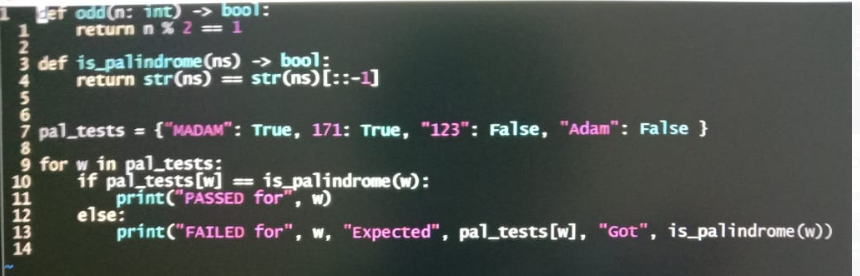 1 def odd(n: int) -> bool:
1     return n % 2 == 1
2
3 def is_palindrome(ns) -> bool:
4     return str(ns) == str(ns)[::-1]
5
6
7 pal_tests = {"MADAM": True, 171: True, "123": False, "Adam": False }
8
9 for w in pal_tests:
10     if pal_tests[w] == is_palindrome(w):
11         print("PASSED for", w)
12     else:
13         print("FAILED for", w, "Expected", pal_tests[w], "Got", is_palindrome(w))
14
~